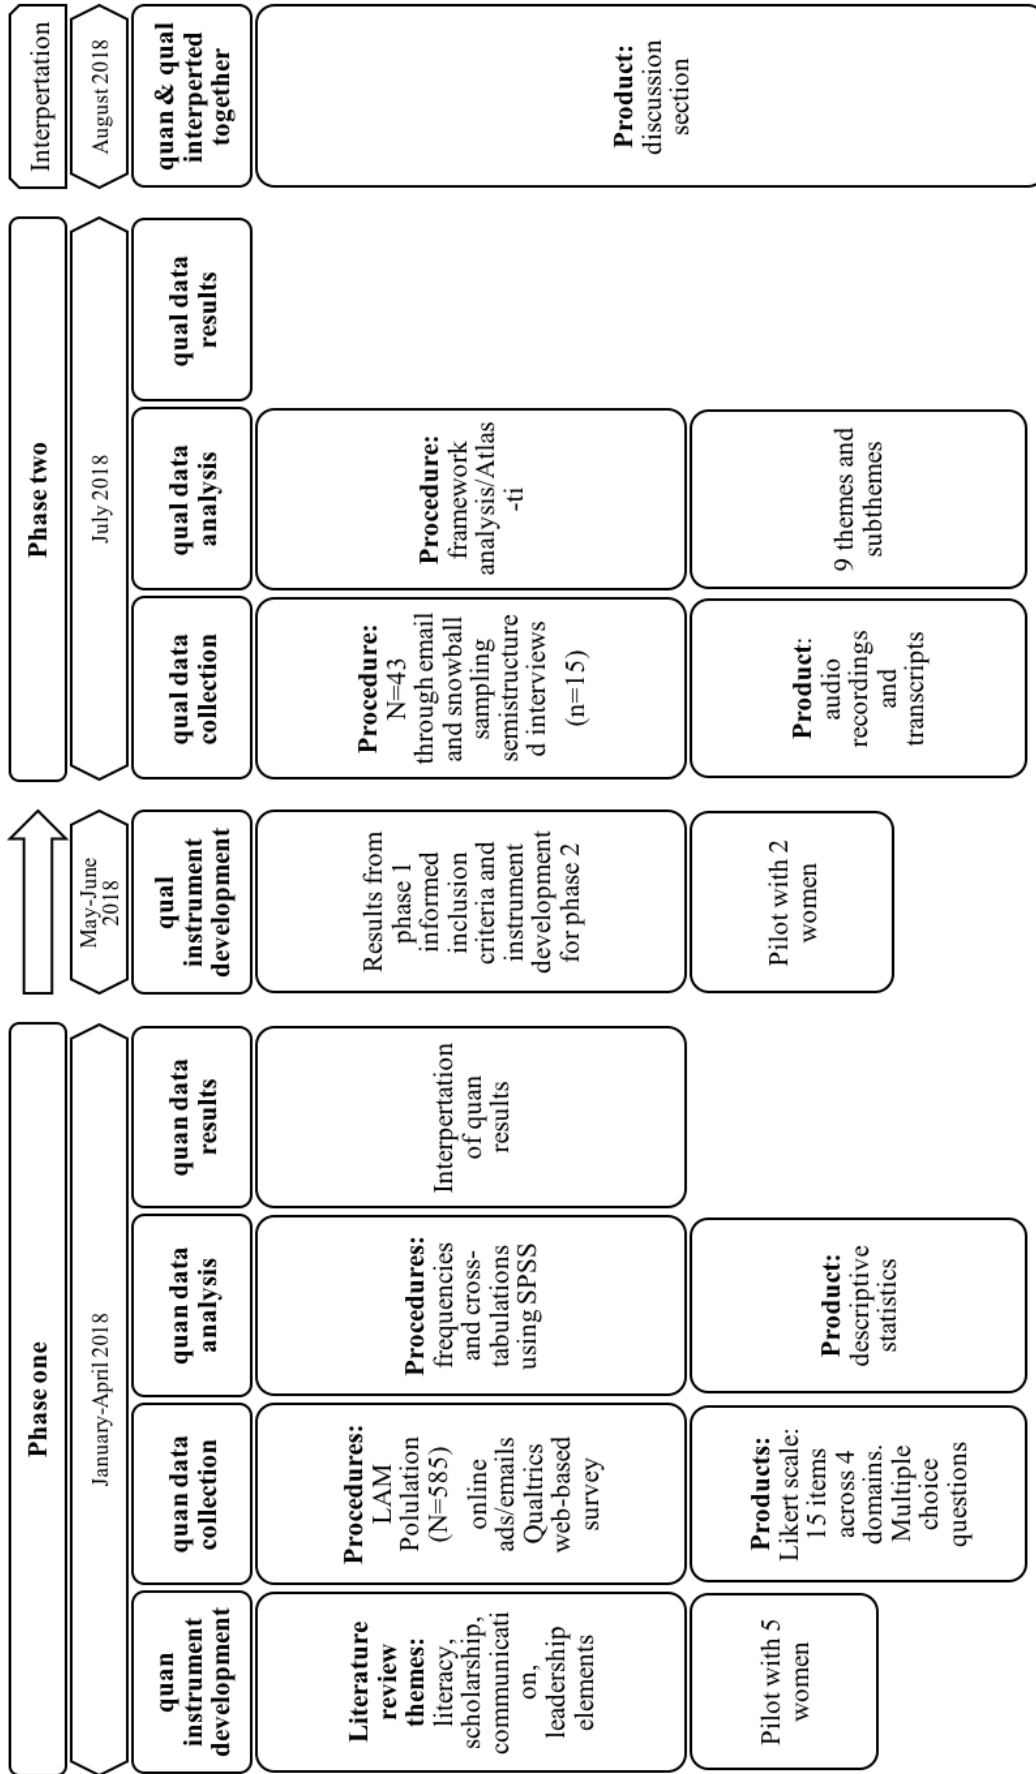 Phase one
January-April 2018
quan
instrument
development
Literature
review
themes:
literacy,
scholarship,
communicati
on,
leadership
elements
Pilot with 5
women
quan data
collection
Procedures:
LAM
Polulation
(N=585)
online
ads/emails
Qualtrics
web-based
survey
Products:
Likert scale:
15 items
across 4
domains.
Multiple
choice
questions
quan data
analysis
Procedures:
frequencies
and cross-
tabulations
using SPSS
Product:
descriptive
statistics
quan data
results
Interpertation
of quan
results
May-June
2018
qual
instrument
development
Results from
phase 1
informed
inclusion
criteria and
instrument
development
for phase 2
Pilot with 2
women
Phase two
July 2018
qual data
collection
Procedure:
N=43
through email
and snowball
sampling
semistructure
d interviews
(n=15)
Product:
audio
recordings
and
transcripts
qual data
analysis
Procedure:
framework
analysis/Atlas
-ti
9 themes and
subthemes
qual data
results
Interpertation
August 2018
quan & qual
interperted
together
Product:
discussion
section